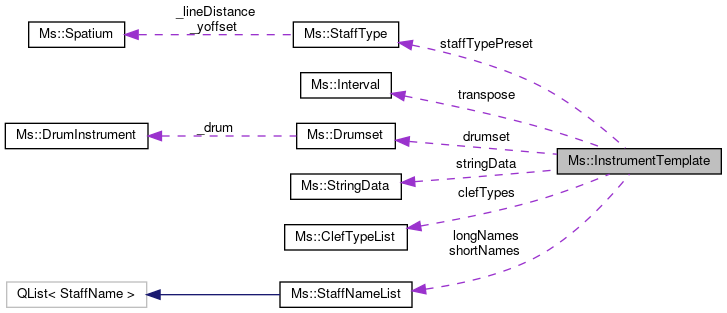 _lineDistance
_yoffset
Ms::Spatium
Ms::StaffType
staffTypePreset
Ms::Interval
transpose
Ms::DrumInstrument
_drum
Ms::Drumset
drumset
Ms::InstrumentTemplate
stringData
Ms::StringData
clefTypes
Ms::ClefTypeList
longNames
shortNames
QList< StaffName >
Ms::StaffNameList